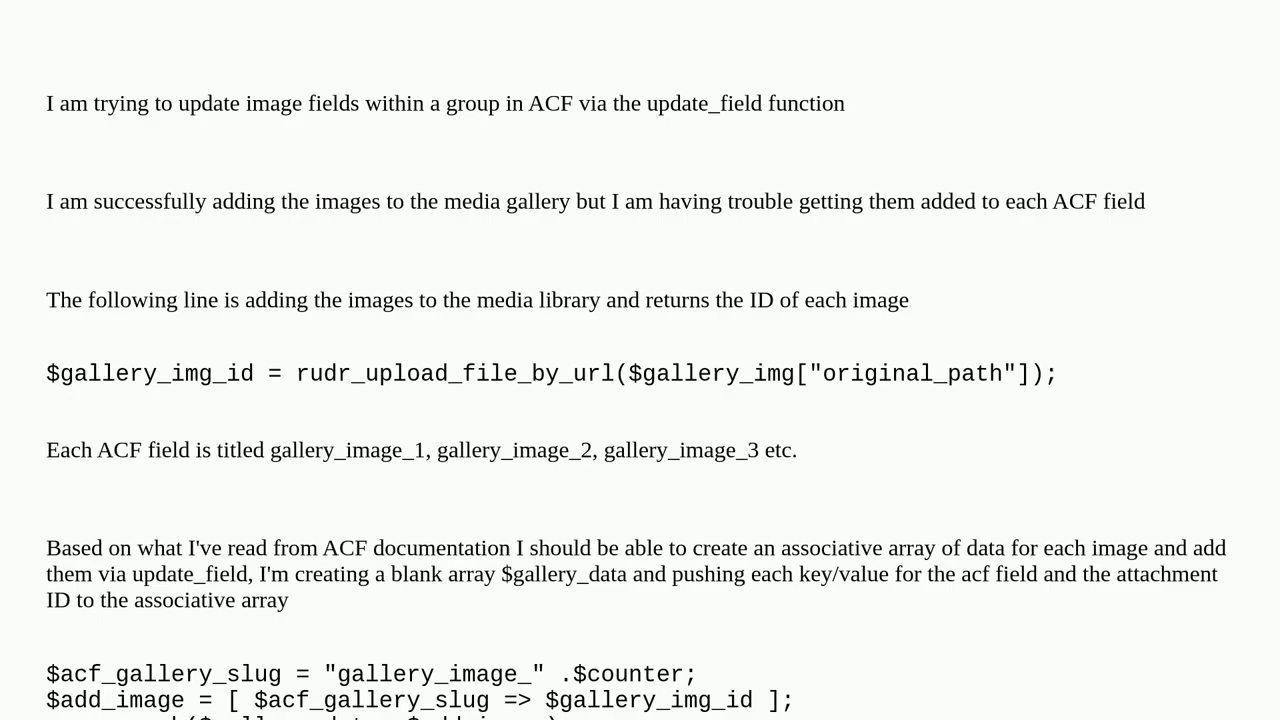 I am trying to update image fields within a group in ACF via the update_field function
I am successfully adding the images to the media gallery but I am having trouble getting them added to each ACF field
The following line is adding the images to the media library and returns the ID of each image
$gallery_img_id = rudr_upload_file_by_url($gallery_img["original_path"]);
Each ACF field is titled gallery_image_1, gallery_image_2, gallery_image_3 etc.
Based on what I've read from ACF documentation I should be able to create an associative array of data for each image and add
them via update_field, I'm creating a blank array $gallery_data and pushing each key/value for the acf field and the attachment
ID to the associative array
$acf_gallery_slug = "gallery_image_" .$counter;
$add_image = [ $acf_gallery_slug => $gallery_img_id ];